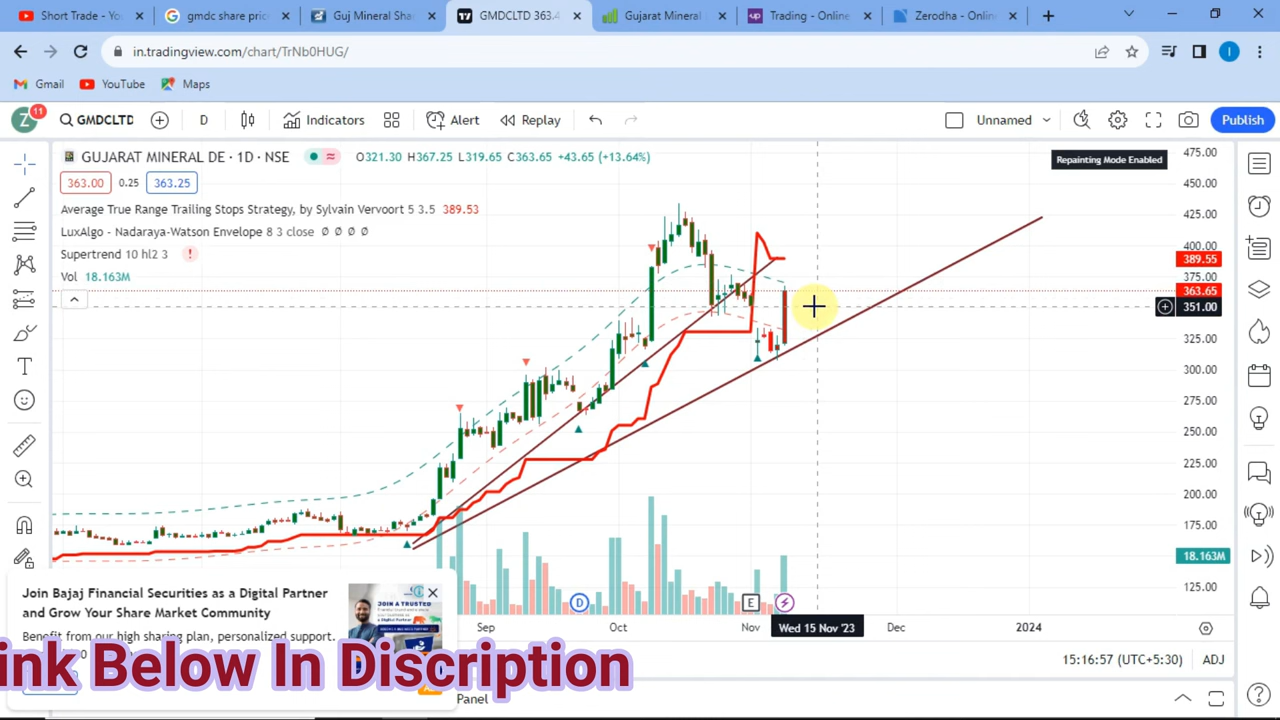 Short Trade - YouTube
gmdc share pric
Guj Mineral Sha
GMDCLTD 363.
Gujarat Mineral
Trading - Online
Zerodha - Online
in.tradingview.com/chart/TrNb0HUG/
I
Gmail
YouTube
Maps
Z
11
GMDCLTD
D
Indicators
Alert
Replay
Unnamed
Publish
GUJARAT MINERAL DE · 1D · NSE
O321.30 H367.25 L319.65 C363.65 +43.65 (+13.64%)
Repainting Mode Enabled
363.00
0.25
363.25
Average True Range Trailing Stops Strategy, by Sylvain Vervoort 5 3.5 389.53
LuxAlgo - Nadaraya-Watson Envelope 8 3 close Ø Ø Ø Ø
Supertrend 10 hl2 3
Vol 18.163M
475.00
450.00
425.00
400.00
389.55
375.00
363.65
351.00
325.00
300.00
275.00
250.00
225.00
200.00
175.00
18.163M
125.00
D
E
Sep
Oct
Nov
Wed 15 Nov '23
Dec
2024
15:16:57 (UTC+5:30)
ADJ
Join Bajaj Financial Securities as a Digital Partner
and Grow Your Share Market
Community
Benefit from our high sharing plan, personalized support.
JOIN A TRUSTED
ink Below In Discription
Panel